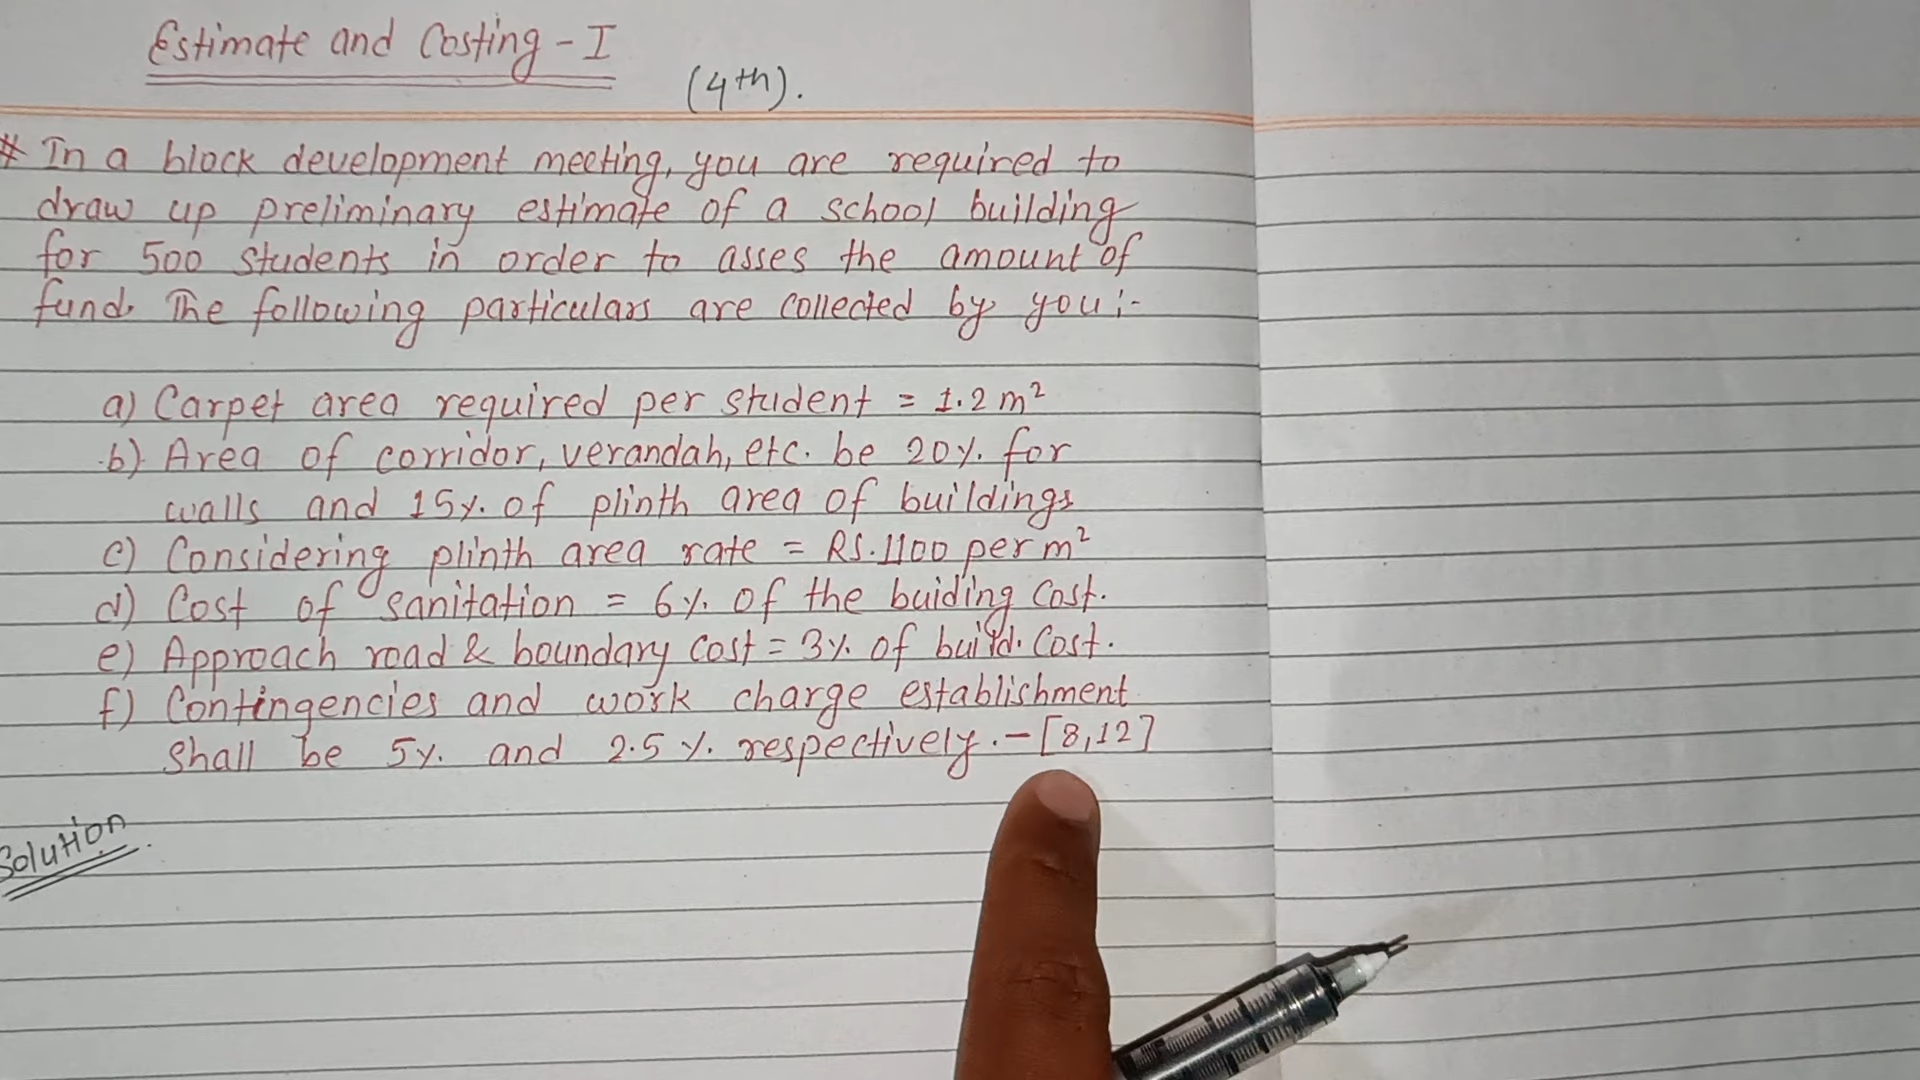 Estimate and Costing - I
(4th).
# In a block development meeting, you are required to
draw up preliminary estimate of a school building
for 500 students in order to asses the amount of
fund. The following particulars are collected by you :-
a) Carpet area required per student = 1.2 m²
b) Area of corridor, verandah, etc. be 20%. for
walls and 15%. of plinth area of buildings
c) Considering plinth area rate = RS. 1100 per m²
d) Cost of sanitation = 6%. of the buiding cost.
e) Approach road & boundary cost = 3%. of build. cost.
f) Contingencies and work charge establishment
shall be 5%. and 2.5%. respectively. - [8,12]
Solution